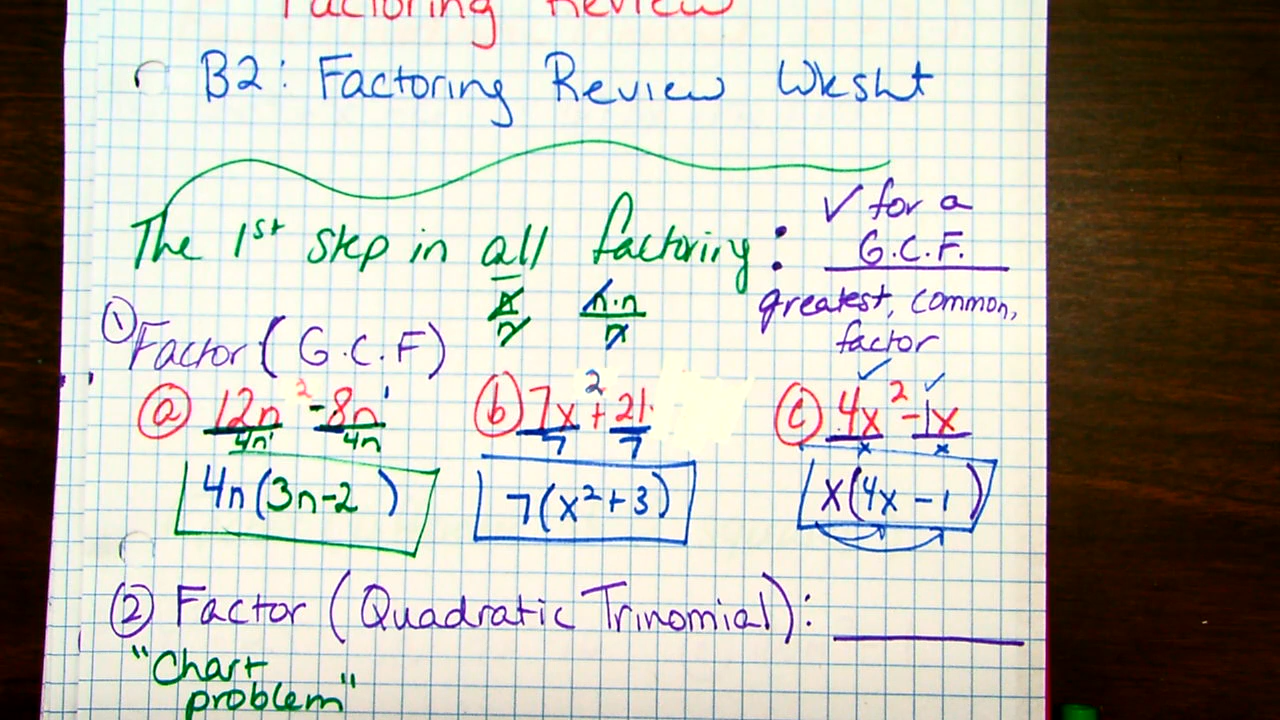 Factoring Review
B2: Factoring Review Wksht
The 1st step in all factoring: ✓ for a
G.C.F.
greatest, common,
factor
n/n n·n/n
① Factor (G.C.F)
ⓐ 12n²/4n - 8n¹/4n ⓑ 7x²/7 + 21/7 ⓒ 4x²/x - 1x/x
4n(3n-2) 7(x²+3) x(4x - 1)
② Factor (Quadratic Trinomial): ________
"Chart
problem"